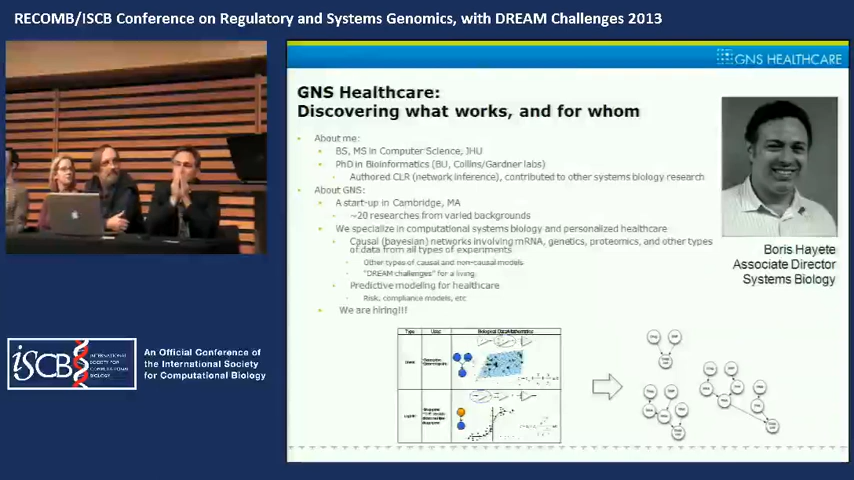 RECOMB/ISCB Conference on Regulatory and Systems Genomics, with DREAM Challenges 2013
GNS HEALTHCARE
GNS Healthcare:
Discovering what works, and for whom
About me:
BS, MS in Computer Science, JHU
PhD in Bioinformatics (BU, Collins/Gardner labs)
Authored CLR (network inference), contributed to other systems biology research
About GNS:
A start-up in Cambridge, MA
~20 researches from varied backgrounds
We specialize in computational systems biology and personalized healthcare
Causal (bayesian) networks involving mRNA, genetics, proteomics, and other types
of data from all types of experiments
Other types of causal and non-causal models
"DREAM challenges" for a living
Predictive modeling for healthcare
Risk, compliance models, etc
We are hiring!!!
Boris Hayete
Associate Director
Systems Biology
iSCB
INTERNATIONAL
SOCIETY FOR
COMPUTATIONAL
BIOLOGY
An Official Conference of
the International Society
for Computational Biology